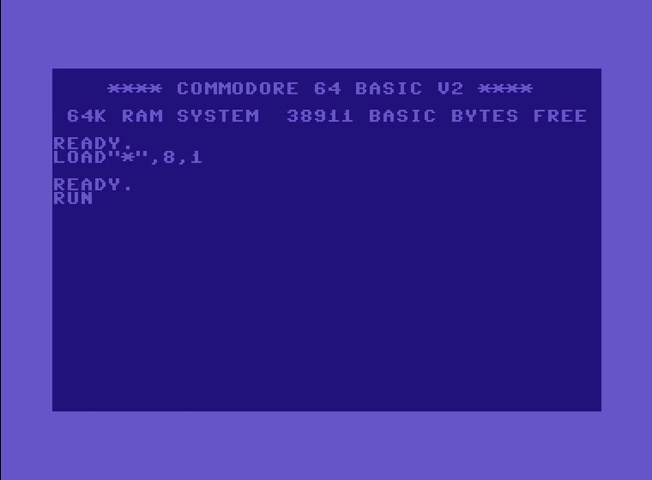 **** COMMODORE 64 BASIC V2 ****
64K RAM SYSTEM  38911 BASIC BYTES FREE
READY.
LOAD"*",8,1
READY.
RUN